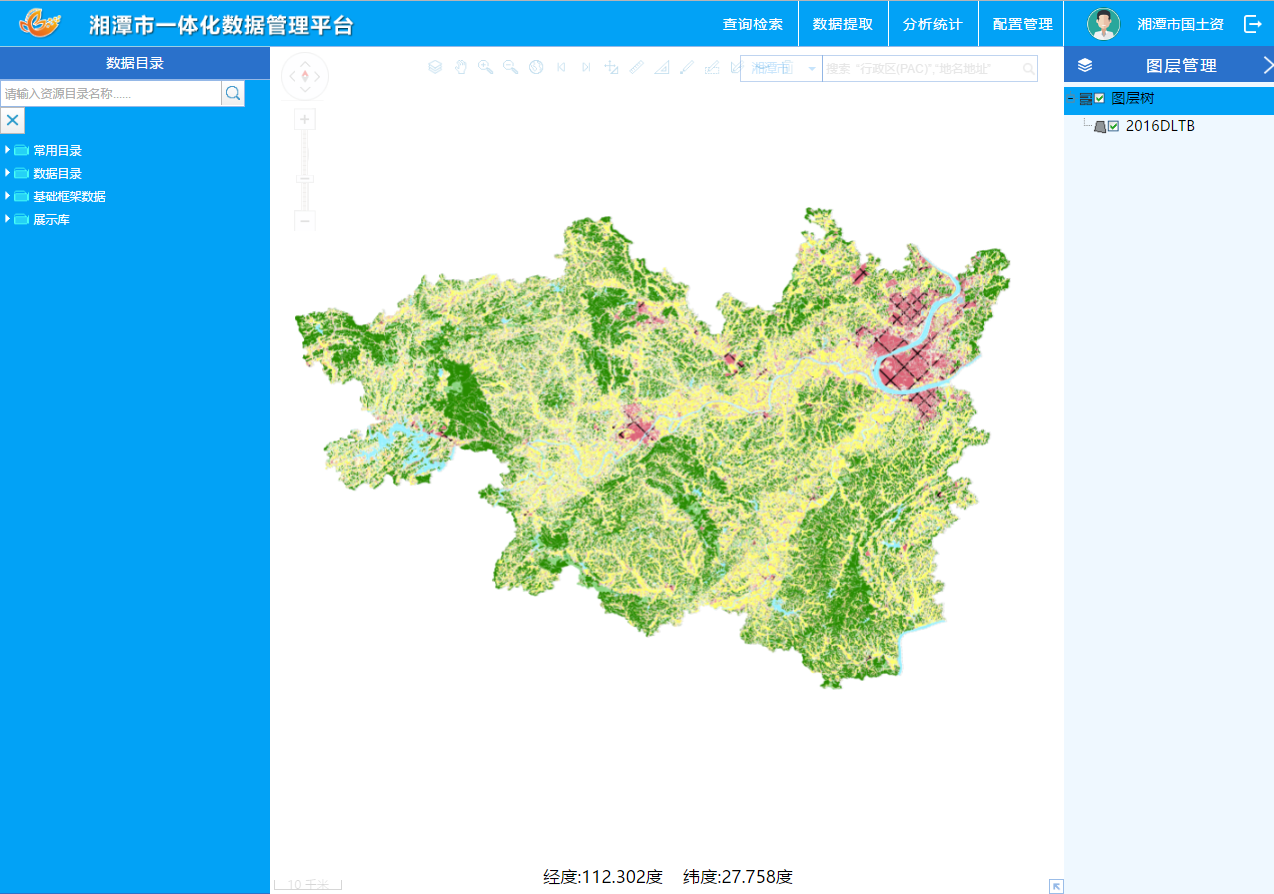 湘潭市一体化数据管理平台
查询检索 数据提取 分析统计 配置管理 湘潭市国土资
数据目录
请输入资源目录名称......
常用目录
数据目录
基础框架数据
展示库
湘潭市 搜索 "行政区(PAC)","地名地址"
图层管理
图层树
2016DLTB
10 千米
经度:112.302度 纬度:27.758度